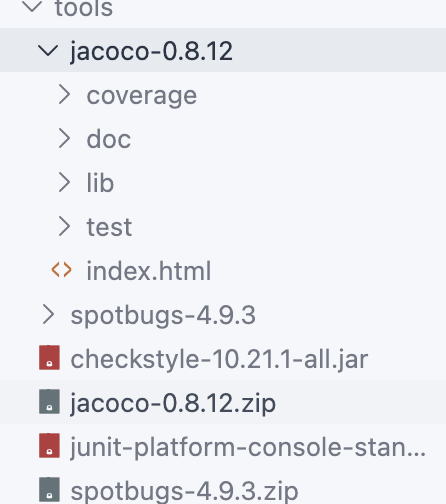 tools
jacoco-0.8.12
coverage
doc
lib
test
index.html
spotbugs-4.9.3
checkstyle-10.21.1-all.jar
jacoco-0.8.12.zip
junit-platform-console-stan...
spotbugs-4.9.3.zip